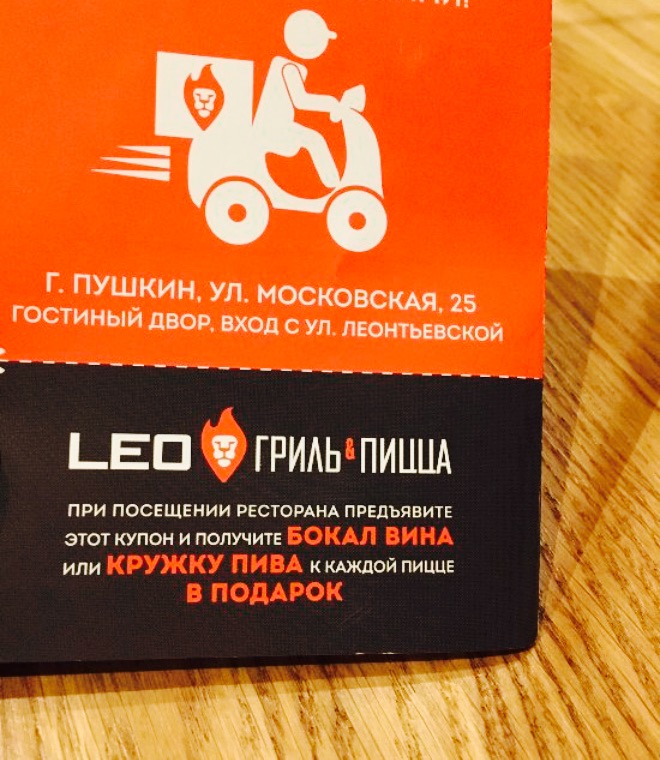 Г. ПУШКИН, УЛ. МОСКОВСКАЯ, 25
ГОСТИНЫЙ ДВОР, ВХОД С УЛ. ЛЕОНТЬЕВСКОЙ
LEO ГРИЛЬ & ПИЦЦА
ПРИ ПОСЕЩЕНИИ РЕСТОРАНА ПРЕДЪЯВИТЕ
ЭТОТ КУПОН И ПОЛУЧИТЕ БОКАЛ ВИНА
ИЛИ КРУЖКУ ПИВА К КАЖДОЙ ПИЦЦЕ
В ПОДАРОК